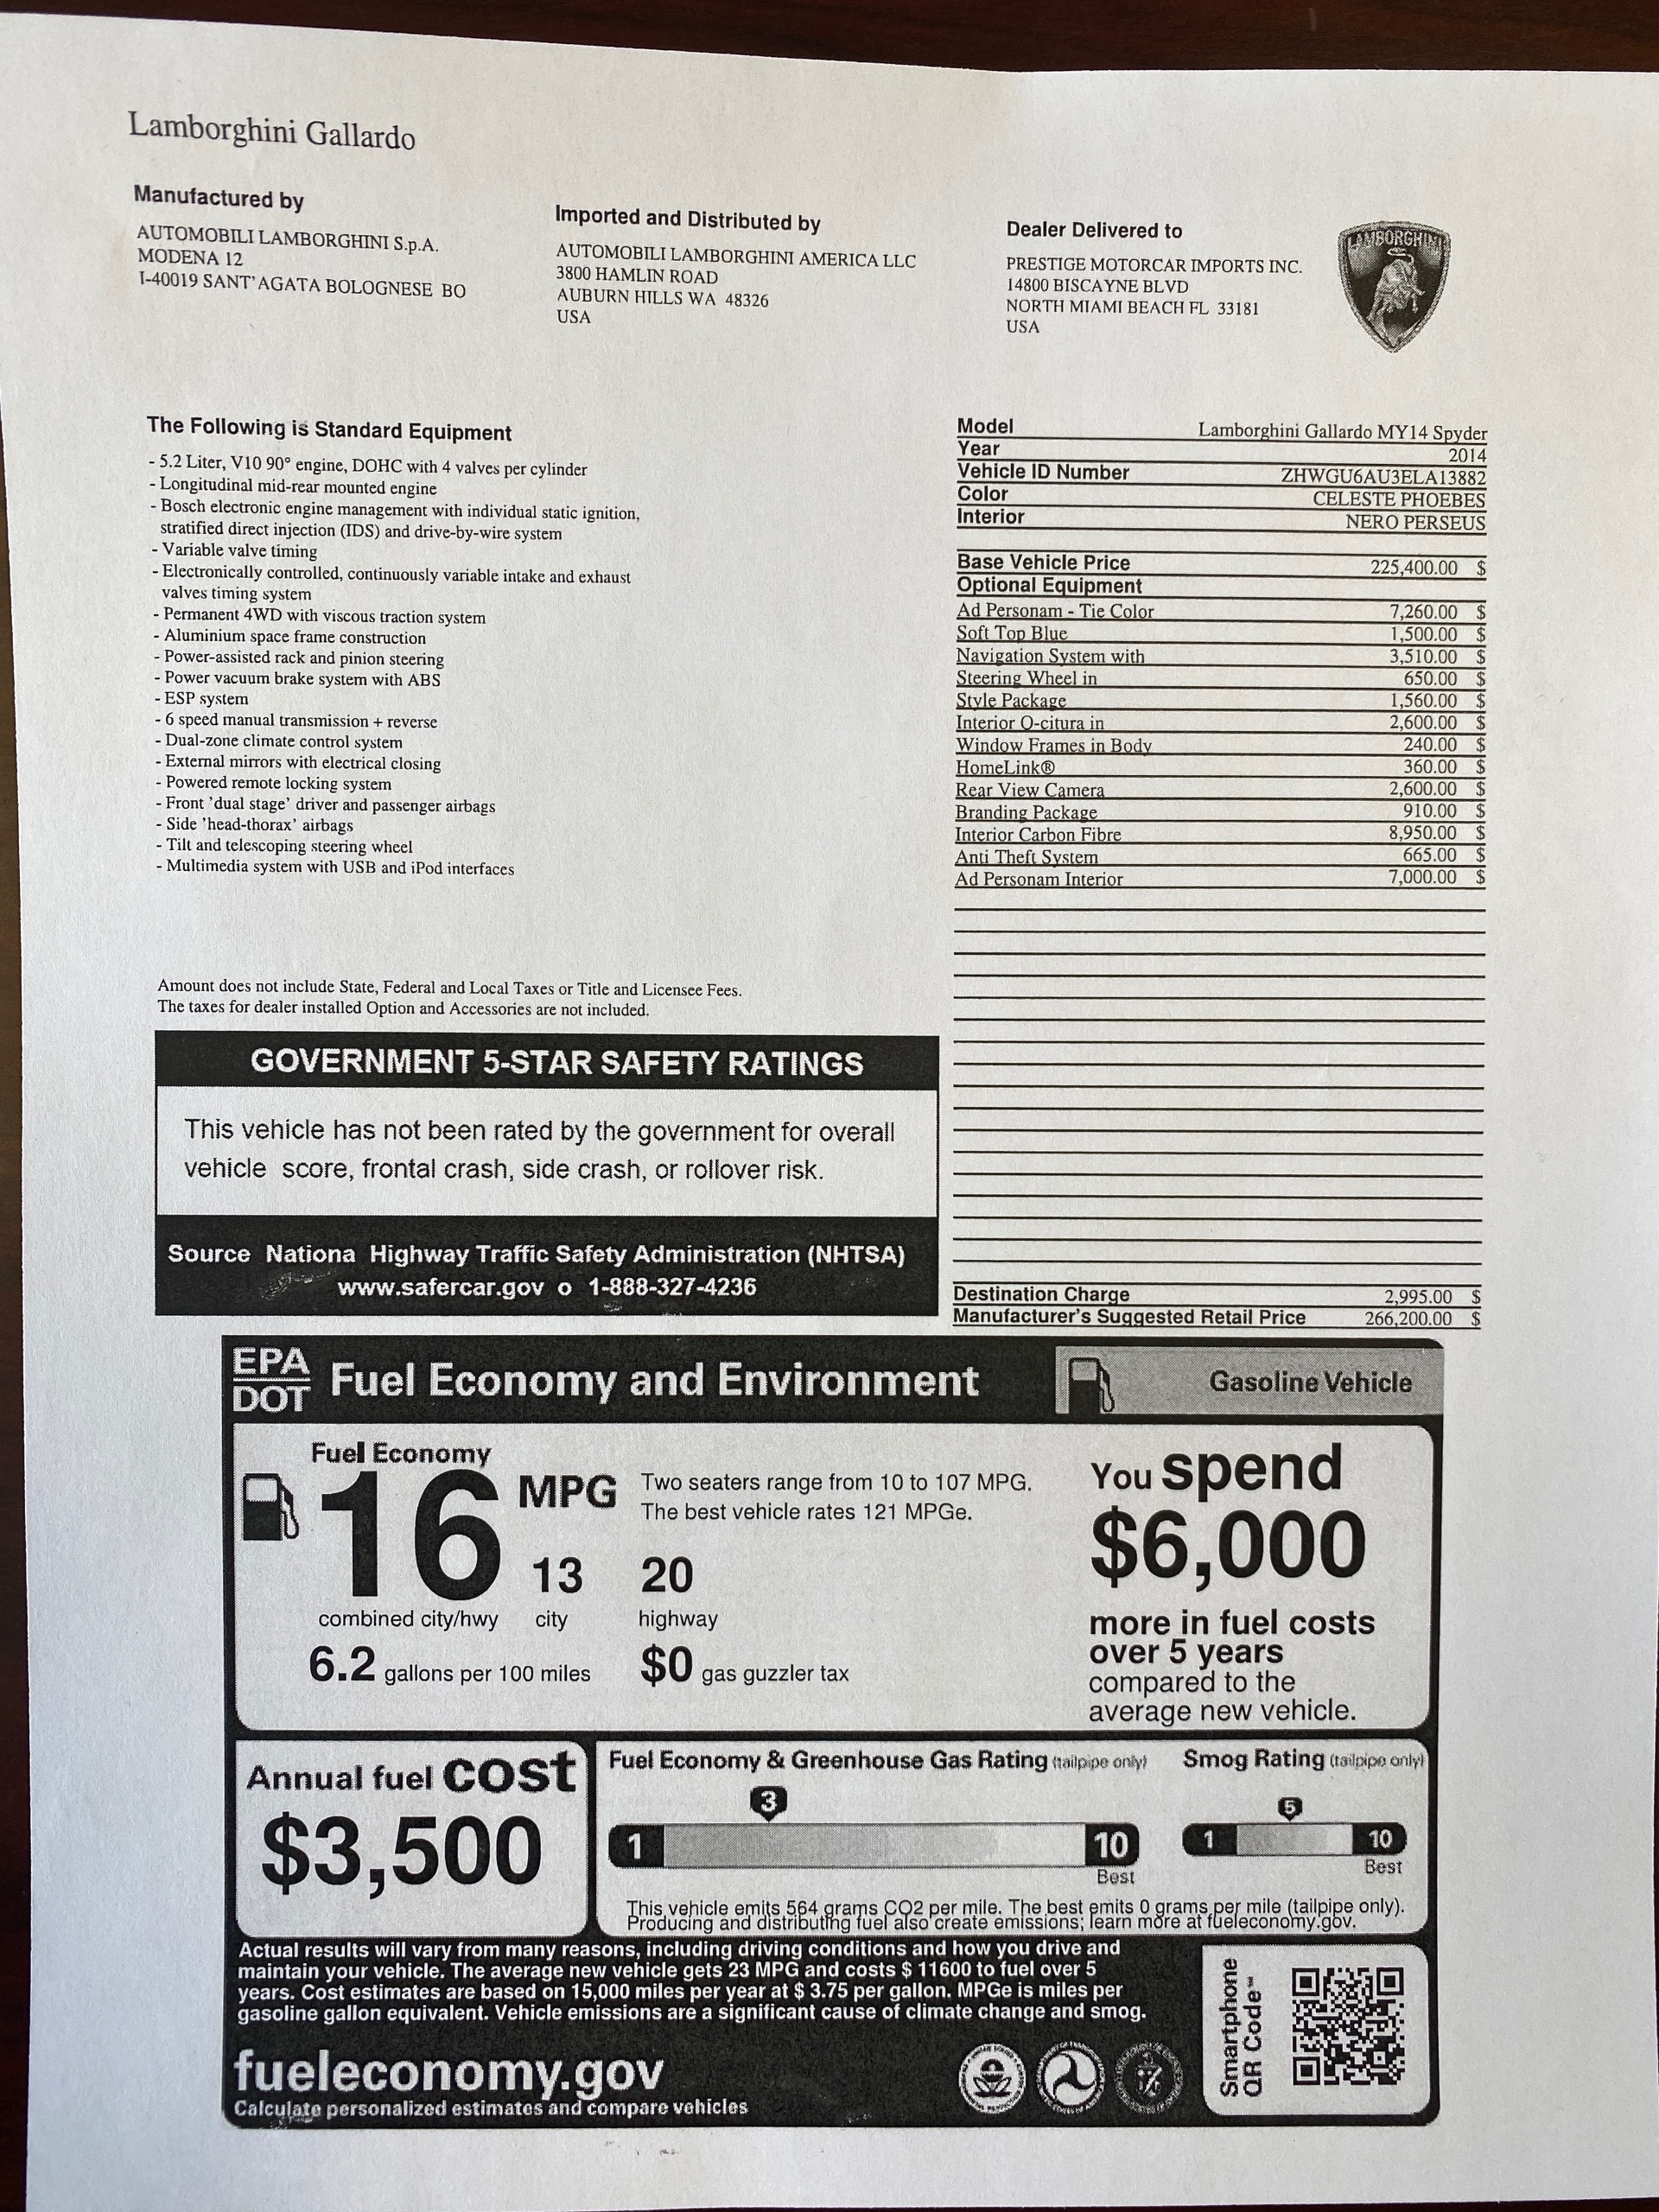 Lamborghini Gallardo
Manufactured by
AUTOMOBILI LAMBORGHINI S.p.A.
MODENA 12
I-40019 SANT'AGATA BOLOGNESE BO
Imported and Distributed by
AUTOMOBILI LAMBORGHINI AMERICA LLC
3800 HAMLIN ROAD
AUBURN HILLS WA 48326
USA
Dealer Delivered to
PRESTIGE MOTORCAR IMPORTS INC.
14800 BISCAYNE BLVD
NORTH MIAMI BEACH FL 33181
USA
LAMBORGHINI
The Following is Standard Equipment
- 5.2 Liter, V10 90° engine, DOHC with 4 valves per cylinder
- Longitudinal mid-rear mounted engine
- Bosch electronic engine management with individual static ignition,
stratified direct injection (IDS) and drive-by-wire system
- Variable valve timing
- Electronically controlled, continuously variable intake and exhaust
valves timing system
- Permanent 4WD with viscous traction system
- Aluminium space frame construction
- Power-assisted rack and pinion steering
- Power vacuum brake system with ABS
- ESP system
- 6 speed manual transmission + reverse
- Dual-zone climate control system
- External mirrors with electrical closing
- Powered remote locking system
- Front 'dual stage' driver and passenger airbags
- Side 'head-thorax' airbags
- Tilt and telescoping steering wheel
- Multimedia system with USB and iPod interfaces
Amount does not include State, Federal and Local Taxes or Title and Licensee Fees.
The taxes for dealer installed Option and Accessories are not included.
Model Lamborghini Gallardo MY14 Spyder
Year 2014
Vehicle ID Number ZHWGU6AU3ELA13882
Color CELESTE PHOEBES
Interior NERO PERSEUS
Base Vehicle Price 225,400.00 $
Optional Equipment
Ad Personam - Tie Color 7,260.00 $
Soft Top Blue 1,500.00 $
Navigation System with 3,510.00 $
Steering Wheel in 650.00 $
Style Package 1,560.00 $
Interior Q-citura in 2,600.00 $
Window Frames in Body 240.00 $
HomeLink® 360.00 $
Rear View Camera 2,600.00 $
Branding Package 910.00 $
Interior Carbon Fibre 8,950.00 $
Anti Theft System 665.00 $
Ad Personam Interior 7,000.00 $
Destination Charge 2,995.00 $
Manufacturer's Suggested Retail Price 266,200.00 $
GOVERNMENT 5-STAR SAFETY RATINGS
This vehicle has not been rated by the government for overall
vehicle score, frontal crash, side crash, or rollover risk.
Source Nationa Highway Traffic Safety Administration (NHTSA)
www.safercar.gov o 1-888-327-4236
EPA
DOT
Fuel Economy and Environment
Gasoline Vehicle
Fuel Economy
16 MPG
combined city/hwy
13
city
20
highway
Two seaters range from 10 to 107 MPG.
The best vehicle rates 121 MPGe.
6.2 gallons per 100 miles
$0 gas guzzler tax
You spend
$6,000
more in fuel costs
over 5 years
compared to the
average new vehicle.
Annual fuel cost
$3,500
Fuel Economy & Greenhouse Gas Rating (tailpipe only)
3
1 10
Best
Smog Rating (tailpipe only)
5
1 10
Best
This vehicle emits 564 grams CO2 per mile. The best emits 0 grams per mile (tailpipe only).
Producing and distributing fuel also create emissions; learn more at fueleconomy.gov.
Actual results will vary from many reasons, including driving conditions and how you drive and
maintain your vehicle. The average new vehicle gets 23 MPG and costs $ 11600 to fuel over 5
years. Cost estimates are based on 15,000 miles per year at $ 3.75 per gallon. MPGe is miles per
gasoline gallon equivalent. Vehicle emissions are a significant cause of climate change and smog.
fueleconomy.gov
Calculate personalized estimates and compare vehicles
Smartphone
QR Code™